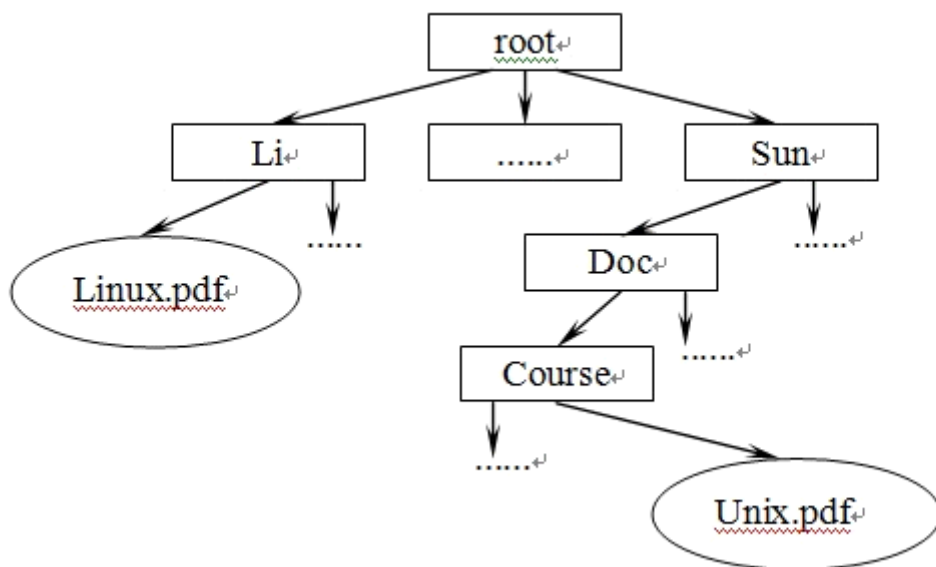 root↵
Li↵
……↵
Sun↵
……
……↵
Linux.pdf↵
Doc↵
……↵
Course↵
……↵
Unix.pdf↵